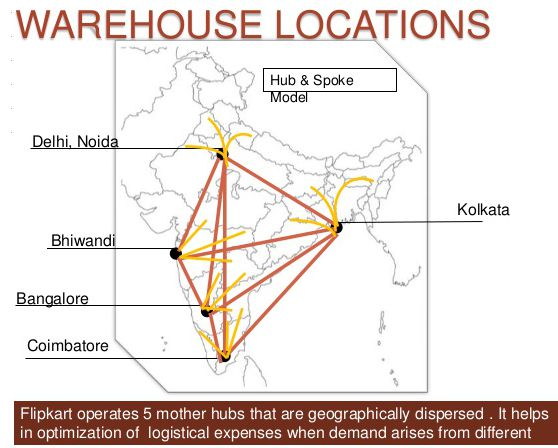 WAREHOUSE LOCATIONS
Hub & Spoke
Model
Delhi, Noida
Kolkata
Bhiwandi
Bangalore
Coimbatore
Flipkart operates 5 mother hubs that are geographically dispersed . It helps
in optimization of logistical expenses when demand arises from different